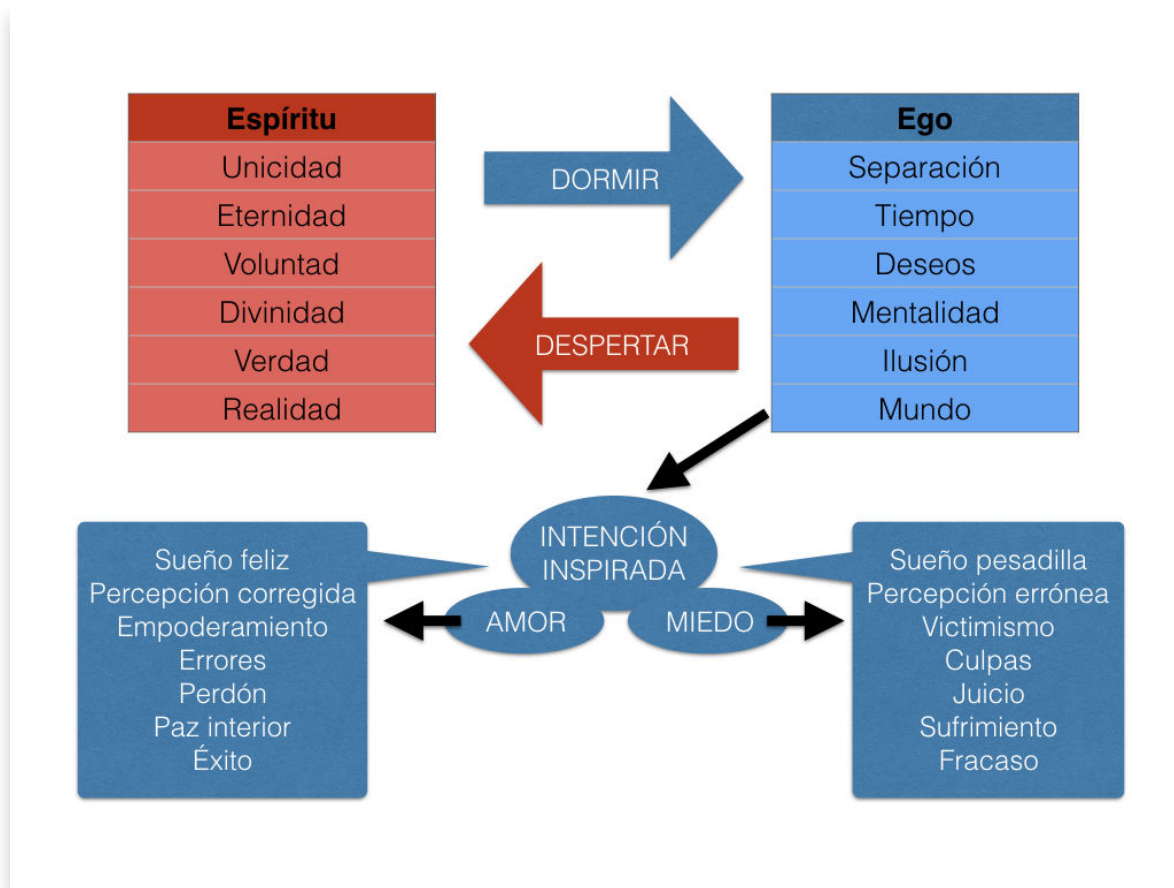 Espíritu
Unicidad
Eternidad
Voluntad
Divinidad
Verdad
Realidad
DORMIR
DESPERTAR
Ego
Separación
Tiempo
Deseos
Mentalidad
Ilusión
Mundo
INTENCIÓN
INSPIRADA
AMOR
MIEDO
Sueño feliz
Percepción corregida
Empoderamiento
Errores
Perdón
Paz interior
Éxito
Sueño pesadilla
Percepción errónea
Victimismo
Culpas
Juicio
Sufrimiento
Fracaso